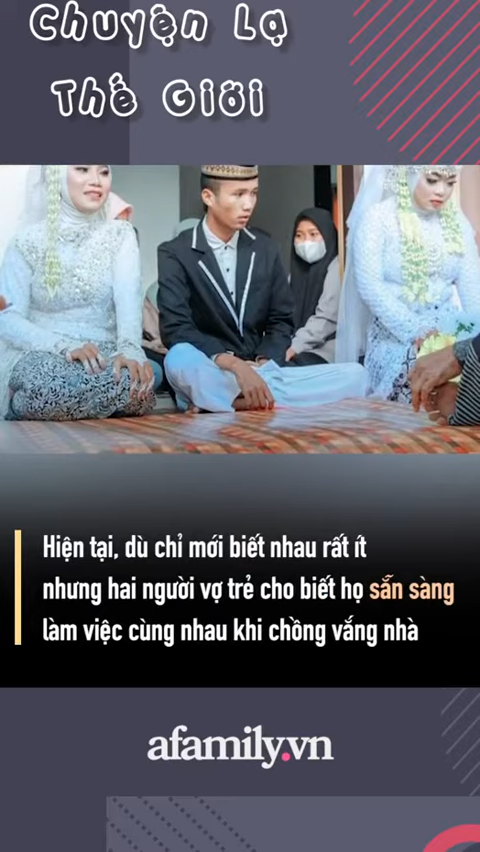 Chuyện Lạ
Thế Giới
Hiện tại, dù chỉ mới biết nhau rất ít
nhưng hai người vợ trẻ cho biết họ sẵn sàng
làm việc cùng nhau khi chồng vắng nhà
afamily.vn